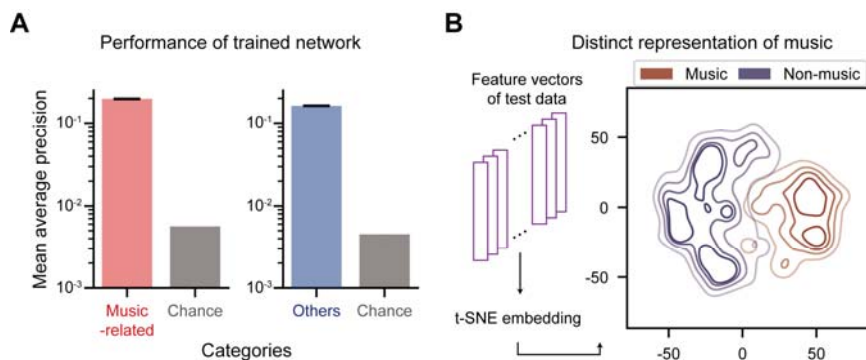 A
Performance of trained network
Mean average precision
10⁻¹
10⁻²
10⁻³
Music
-related
Chance
10⁻¹
10⁻²
10⁻³
Others
Chance
Categories
B
Distinct representation of music
Feature vectors
of test data
...
...
t-SNE embedding
Music
Non-music
50
0
-50
-50
0
50